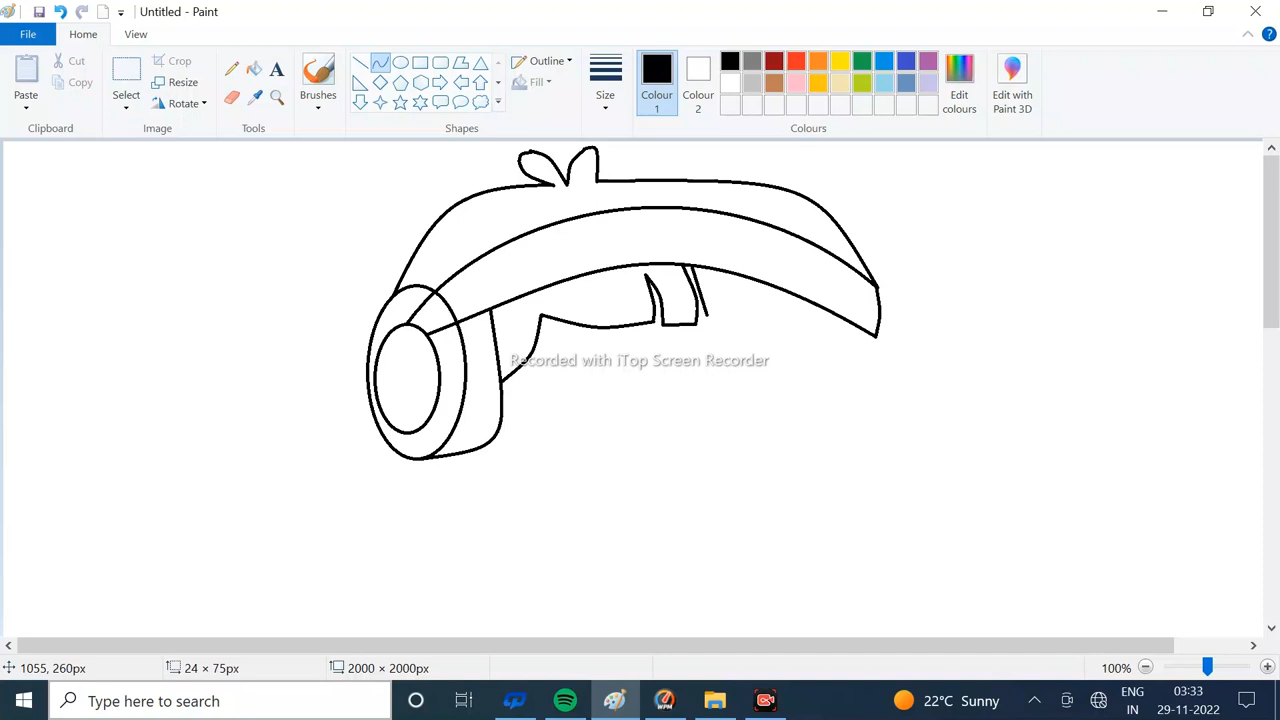 Untitled - Paint
File
Home
View
Paste
Cut
Copy
Clipboard
Select
Crop
Resize
Rotate
Image
A
Tools
Brushes
Outline
Fill
Shapes
Size
Colour 1
Colour 2
Edit colours
Colours
Edit with Paint 3D
Recorded with iTop Screen Recorder
1055, 260px
24 × 75px
2000 × 2000px
100%
Type here to search
WPM
22°C Sunny
ENG
IN
03:33
29-11-2022